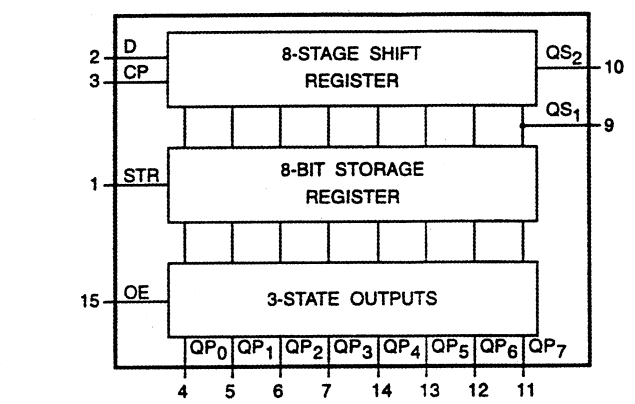 8-STAGE SHIFT
REGISTER
2 D
3 CP
QS2 10
QS1 9
8-BIT STORAGE
REGISTER
1 STR
15 OE
3-STATE OUTPUTS
QP0 QP1 QP2 QP3 QP4 QP5 QP6 QP7
4 5 6 7 14 13 12 11